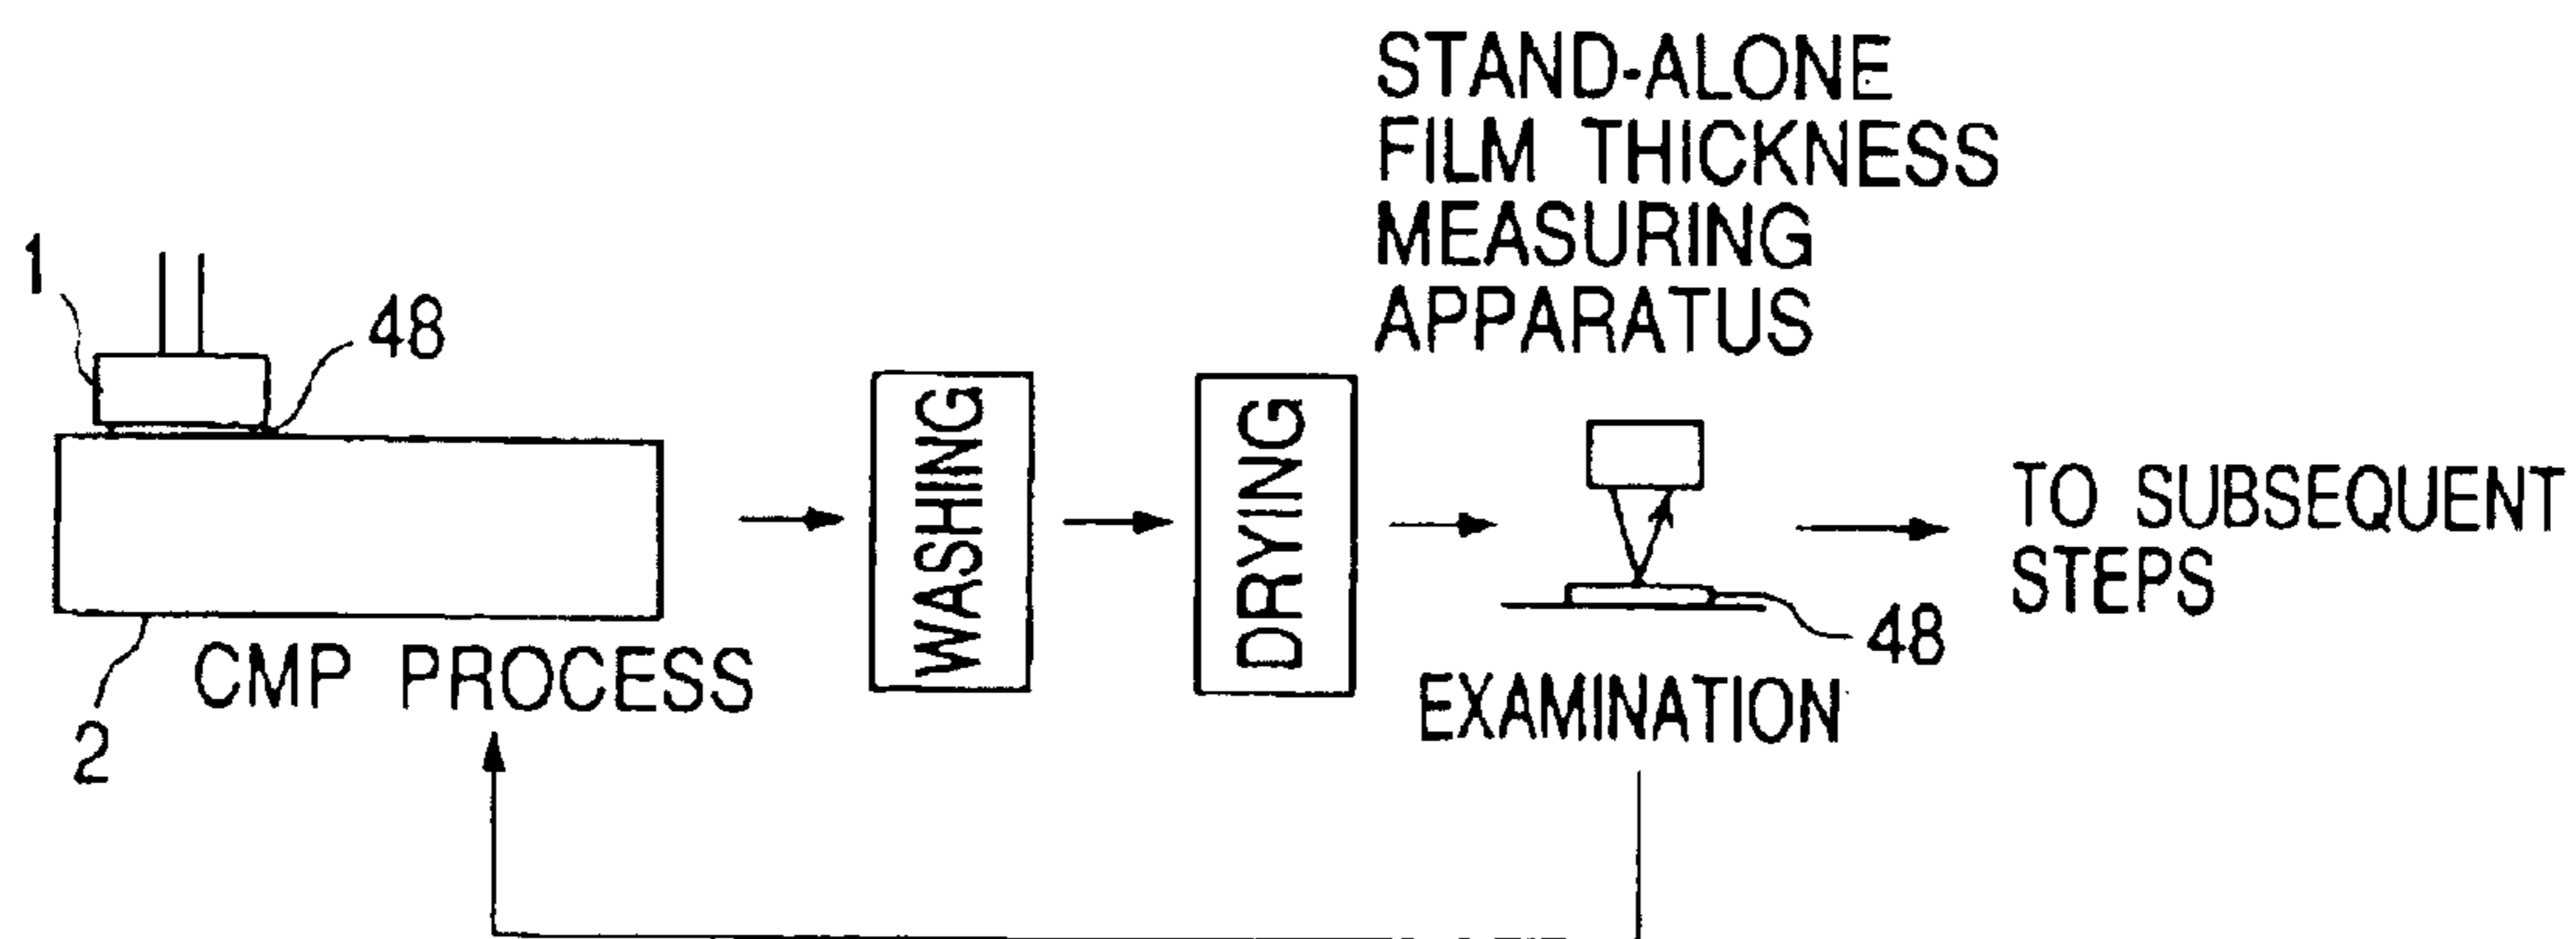 STAND-ALONE
FILM THICKNESS
MEASURING
APPARATUS
1
48
WASHING
DRYING
TO SUBSEQUENT
STEPS
48
CMP PROCESS
EXAMINATION
2